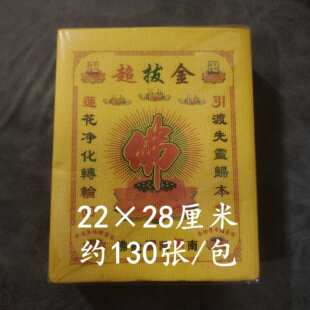 超拔金
引渡先靈歸本
蓮花净化轉輪
佛
22×28厘米
约130张/包
南